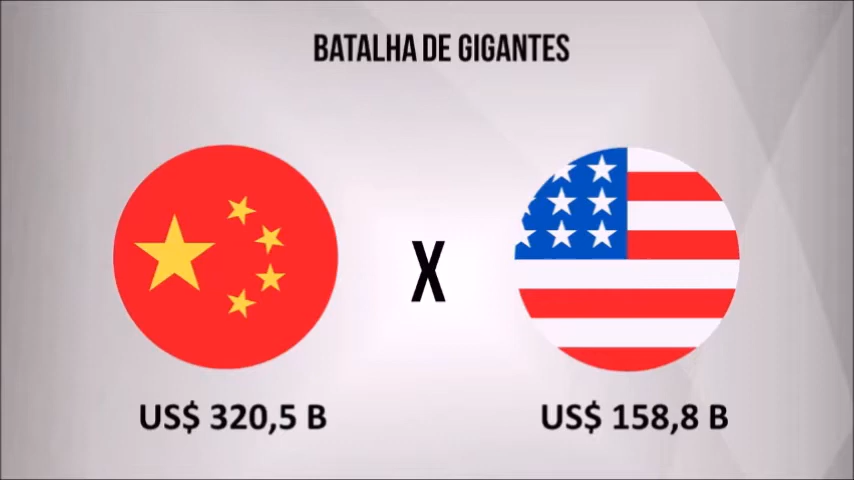 BATALHA DE GIGANTES
X
US$ 320,5 B
US$ 158,8 B